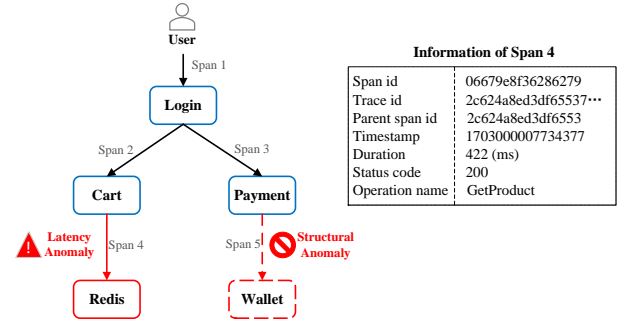 User
Span 1
Login
Span 2
Span 3
Cart
Payment
Latency
Anomaly
Span 4
Span 5
Structural
Anomaly
Redis
Wallet
Information of Span 4
Span id 06679e8f36286279
Trace id 2c624a8ed3df65537···
Parent span id 2c624a8ed3df6553
Timestamp 1703000007734377
Duration 422 (ms)
Status code 200
Operation name GetProduct